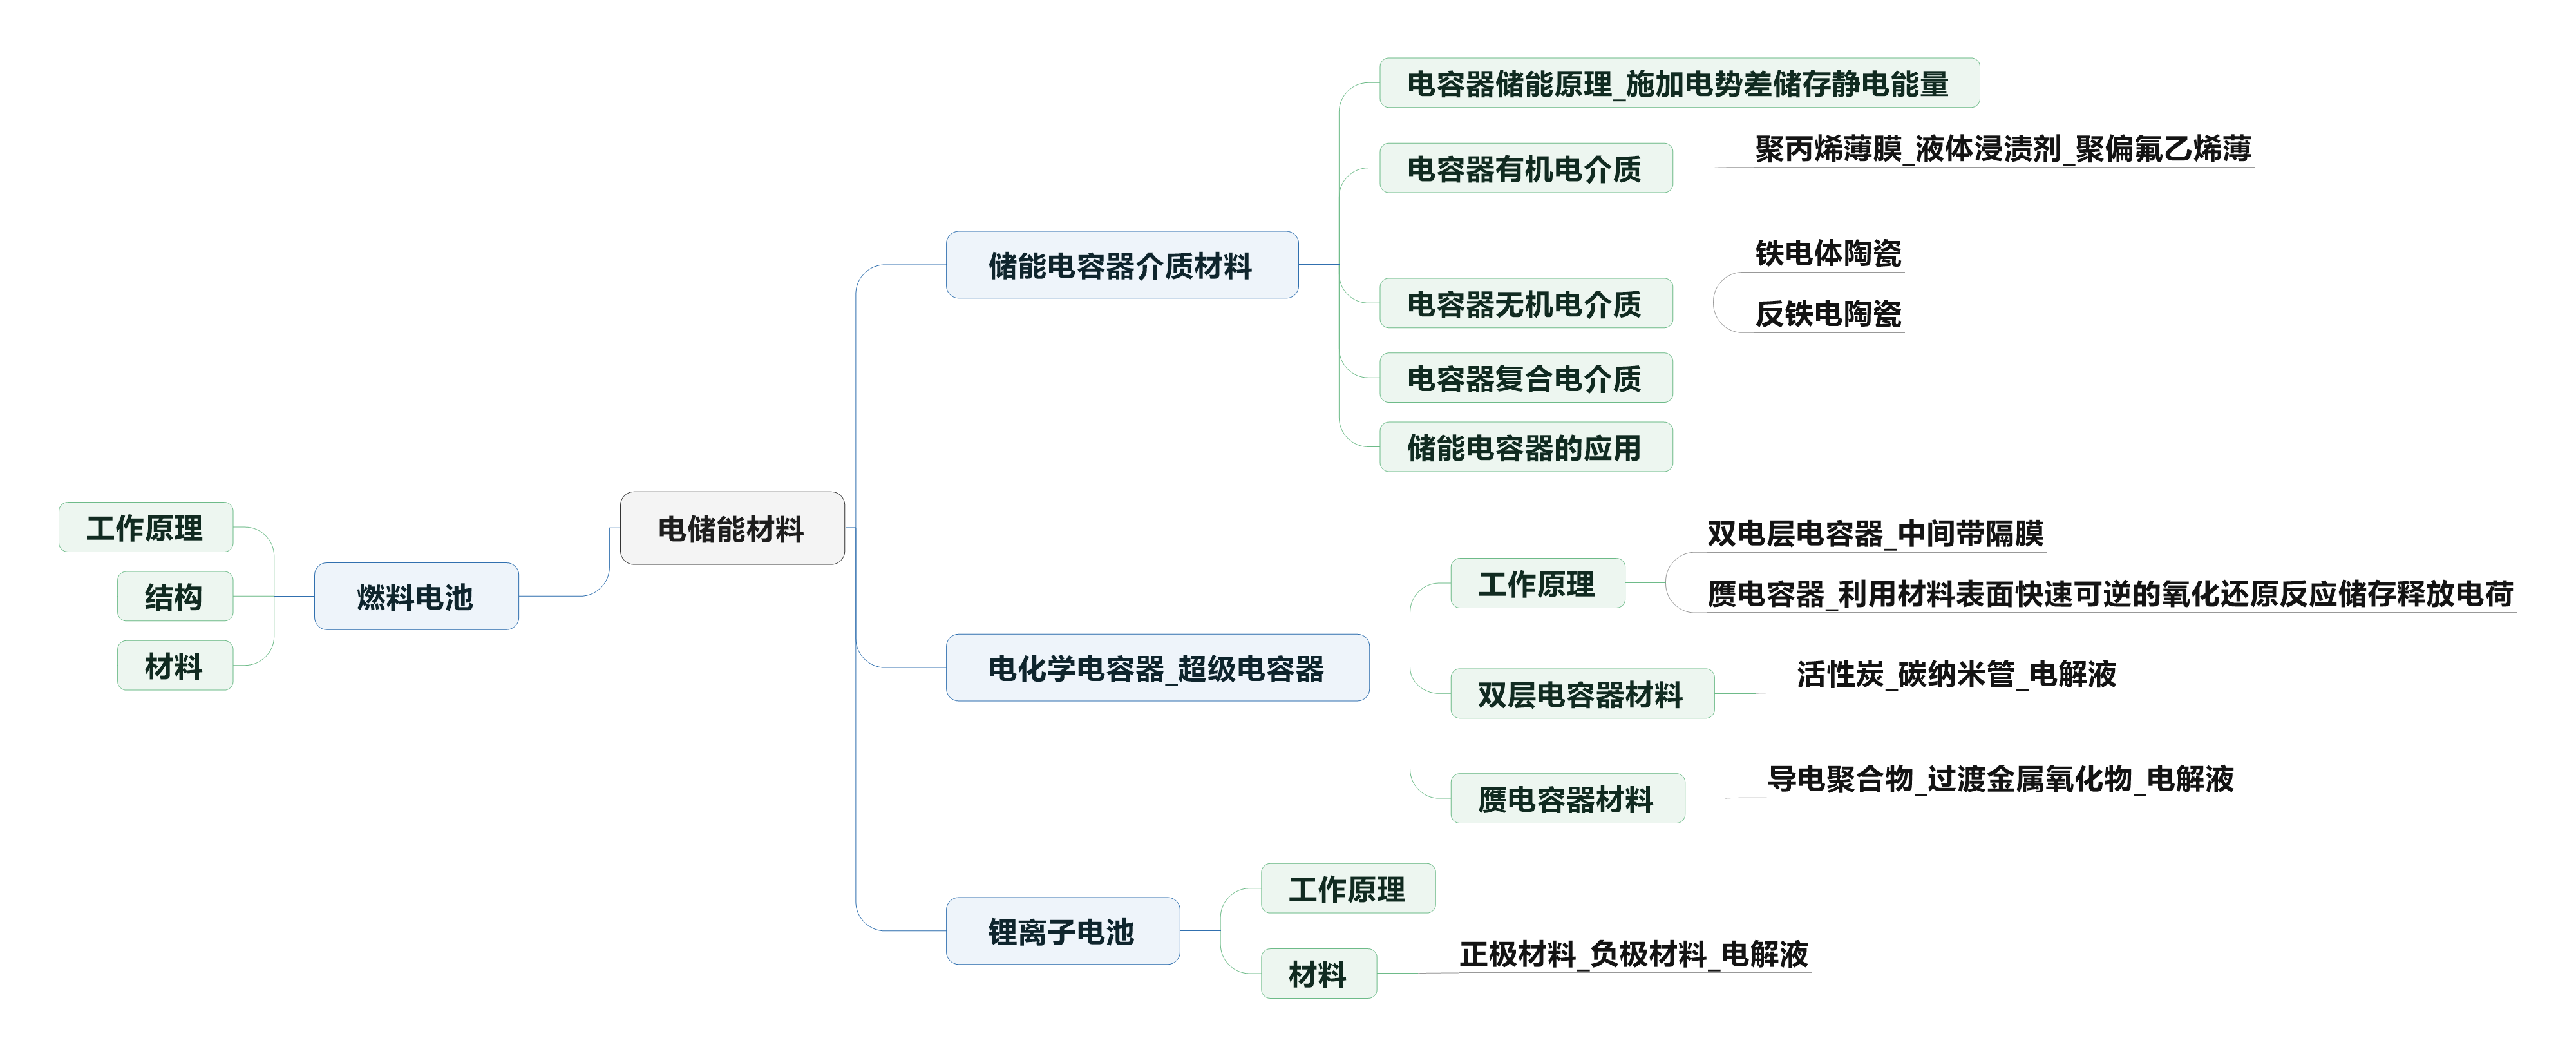 电储能材料
储能电容器介质材料
电容器储能原理_施加电势差储存静电能量
电容器有机电介质
聚丙烯薄膜_液体浸渍剂_聚偏氟乙烯薄
电容器无机电介质
铁电体陶瓷
反铁电陶瓷
电容器复合电介质
储能电容器的应用
电化学电容器_超级电容器
工作原理
双电层电容器_中间带隔膜
赝电容器_利用材料表面快速可逆的氧化还原反应储存释放电荷
双层电容器材料
活性炭_碳纳米管_电解液
赝电容器材料
导电聚合物_过渡金属氧化物_电解液
锂离子电池
工作原理
材料
正极材料_负极材料_电解液
燃料电池
工作原理
结构
材料